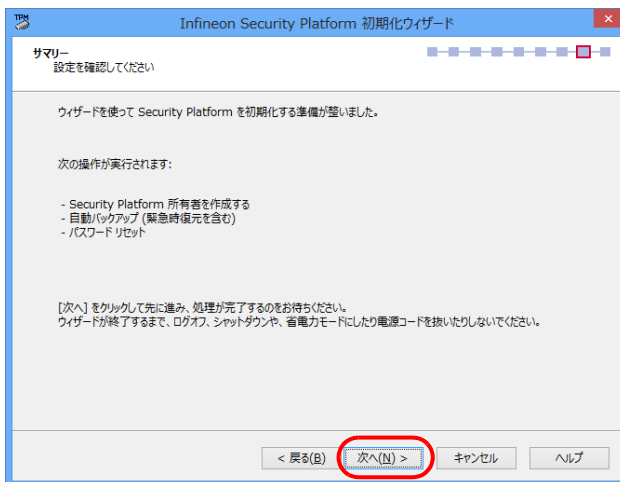 TPM
Infineon Security Platform 初期化ウィザード
サマリー
設定を確認してください
ウィザードを使って Security Platform を初期化する準備が整いました。
次の操作が実行されます:
- Security Platform 所有者を作成する
- 自動バックアップ (緊急時復元を含む)
- パスワード リセット
[次へ] をクリックして先に進み、処理が完了するのをお待ちください。
ウィザードが終了するまで、ログオフ、シャットダウンや、省電力モードにしたり電源コードを抜いたりしないでください。
< 戻る(B) 次へ(N) > キャンセル ヘルプ